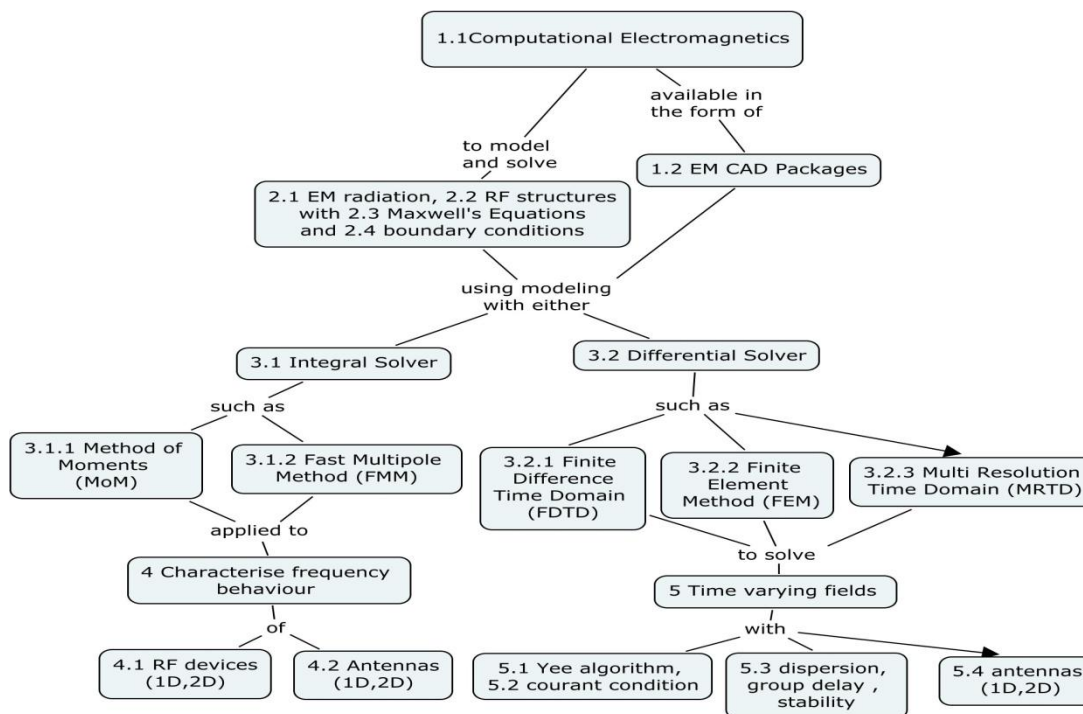 1.1Computational Electromagnetics
available in
the form of
to model
and solve
1.2 EM CAD Packages
2.1 EM radiation, 2.2 RF structures
with 2.3 Maxwell's Equations
and 2.4 boundary conditions
using modeling
with either
3.1 Integral Solver
3.2 Differential Solver
such as
such as
3.1.1 Method of
Moments
(MoM)
3.1.2 Fast Multipole
Method (FMM)
3.2.1 Finite
Difference
Time Domain
(FDTD)
3.2.2 Finite
Element
Method (FEM)
3.2.3 Multi Resolution
Time Domain (MRTD)
applied to
to solve
4 Characterise frequency
behaviour
5 Time varying fields
of
with
4.1 RF devices
(1D,2D)
4.2 Antennas
(1D,2D)
5.1 Yee algorithm,
5.2 courant condition
5.3 dispersion,
group delay ,
stability
5.4 antennas
(1D,2D)